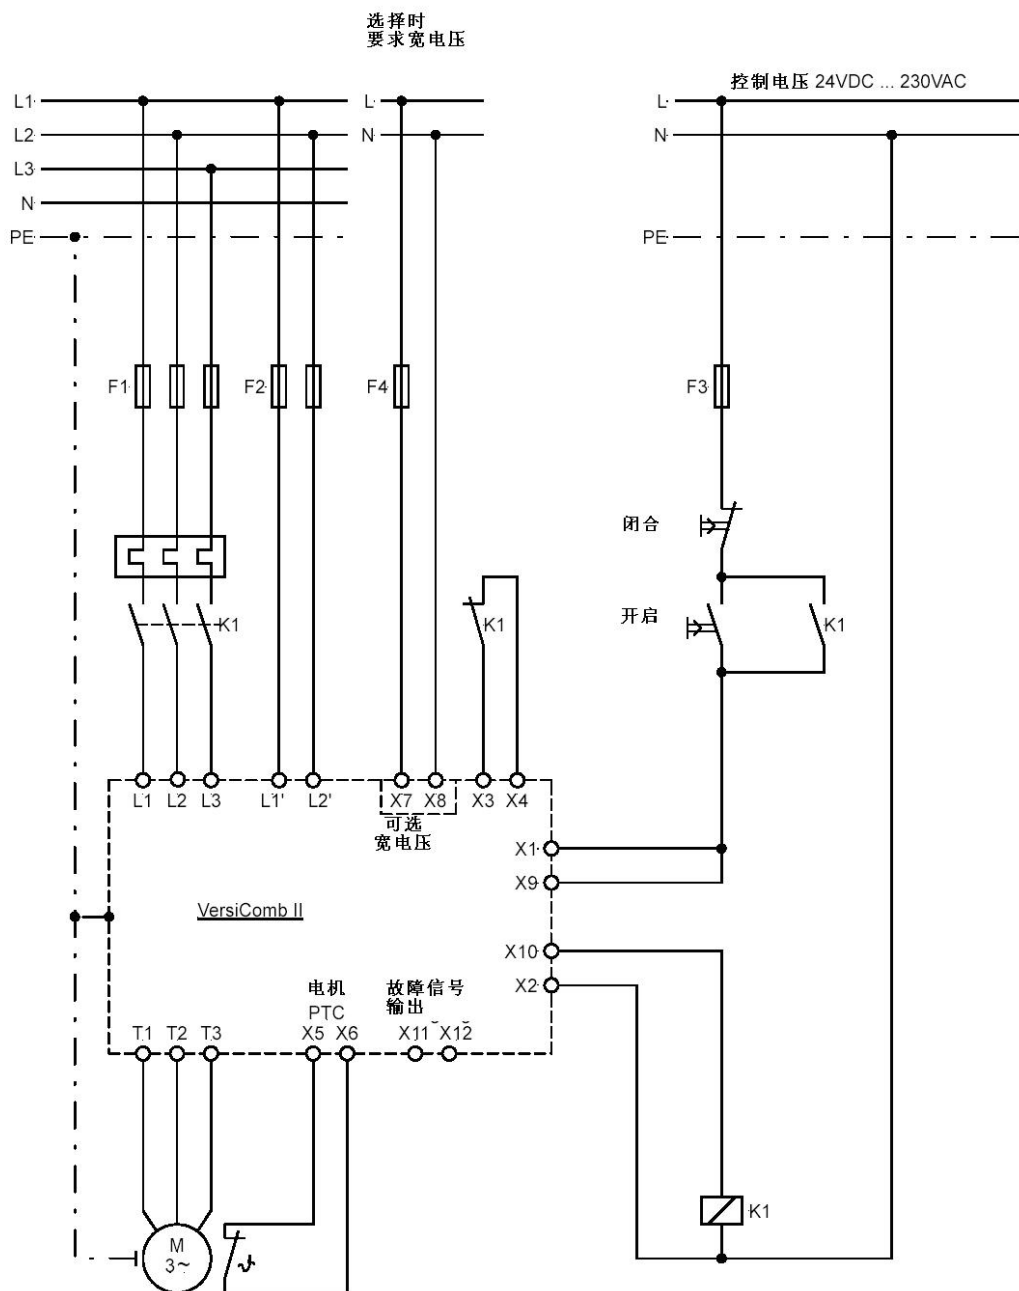 选择时
要求宽电压
控制电压 24VDC ... 230VAC
L1
L
L
L2
N
N
L3
N
PE
PE
F1
F2
F4
F3
闭合
开启
K1
K1
K1
L1
L2
L3
L1'
L2'
X7
X8
X3
X4
可选
宽电压
X1
X9
VersiComb II
X10
X2
电机
PTC
故障信号
输出
T1
T2
T3
X5
X6
X11
X12
K1
M
3~
ϑ